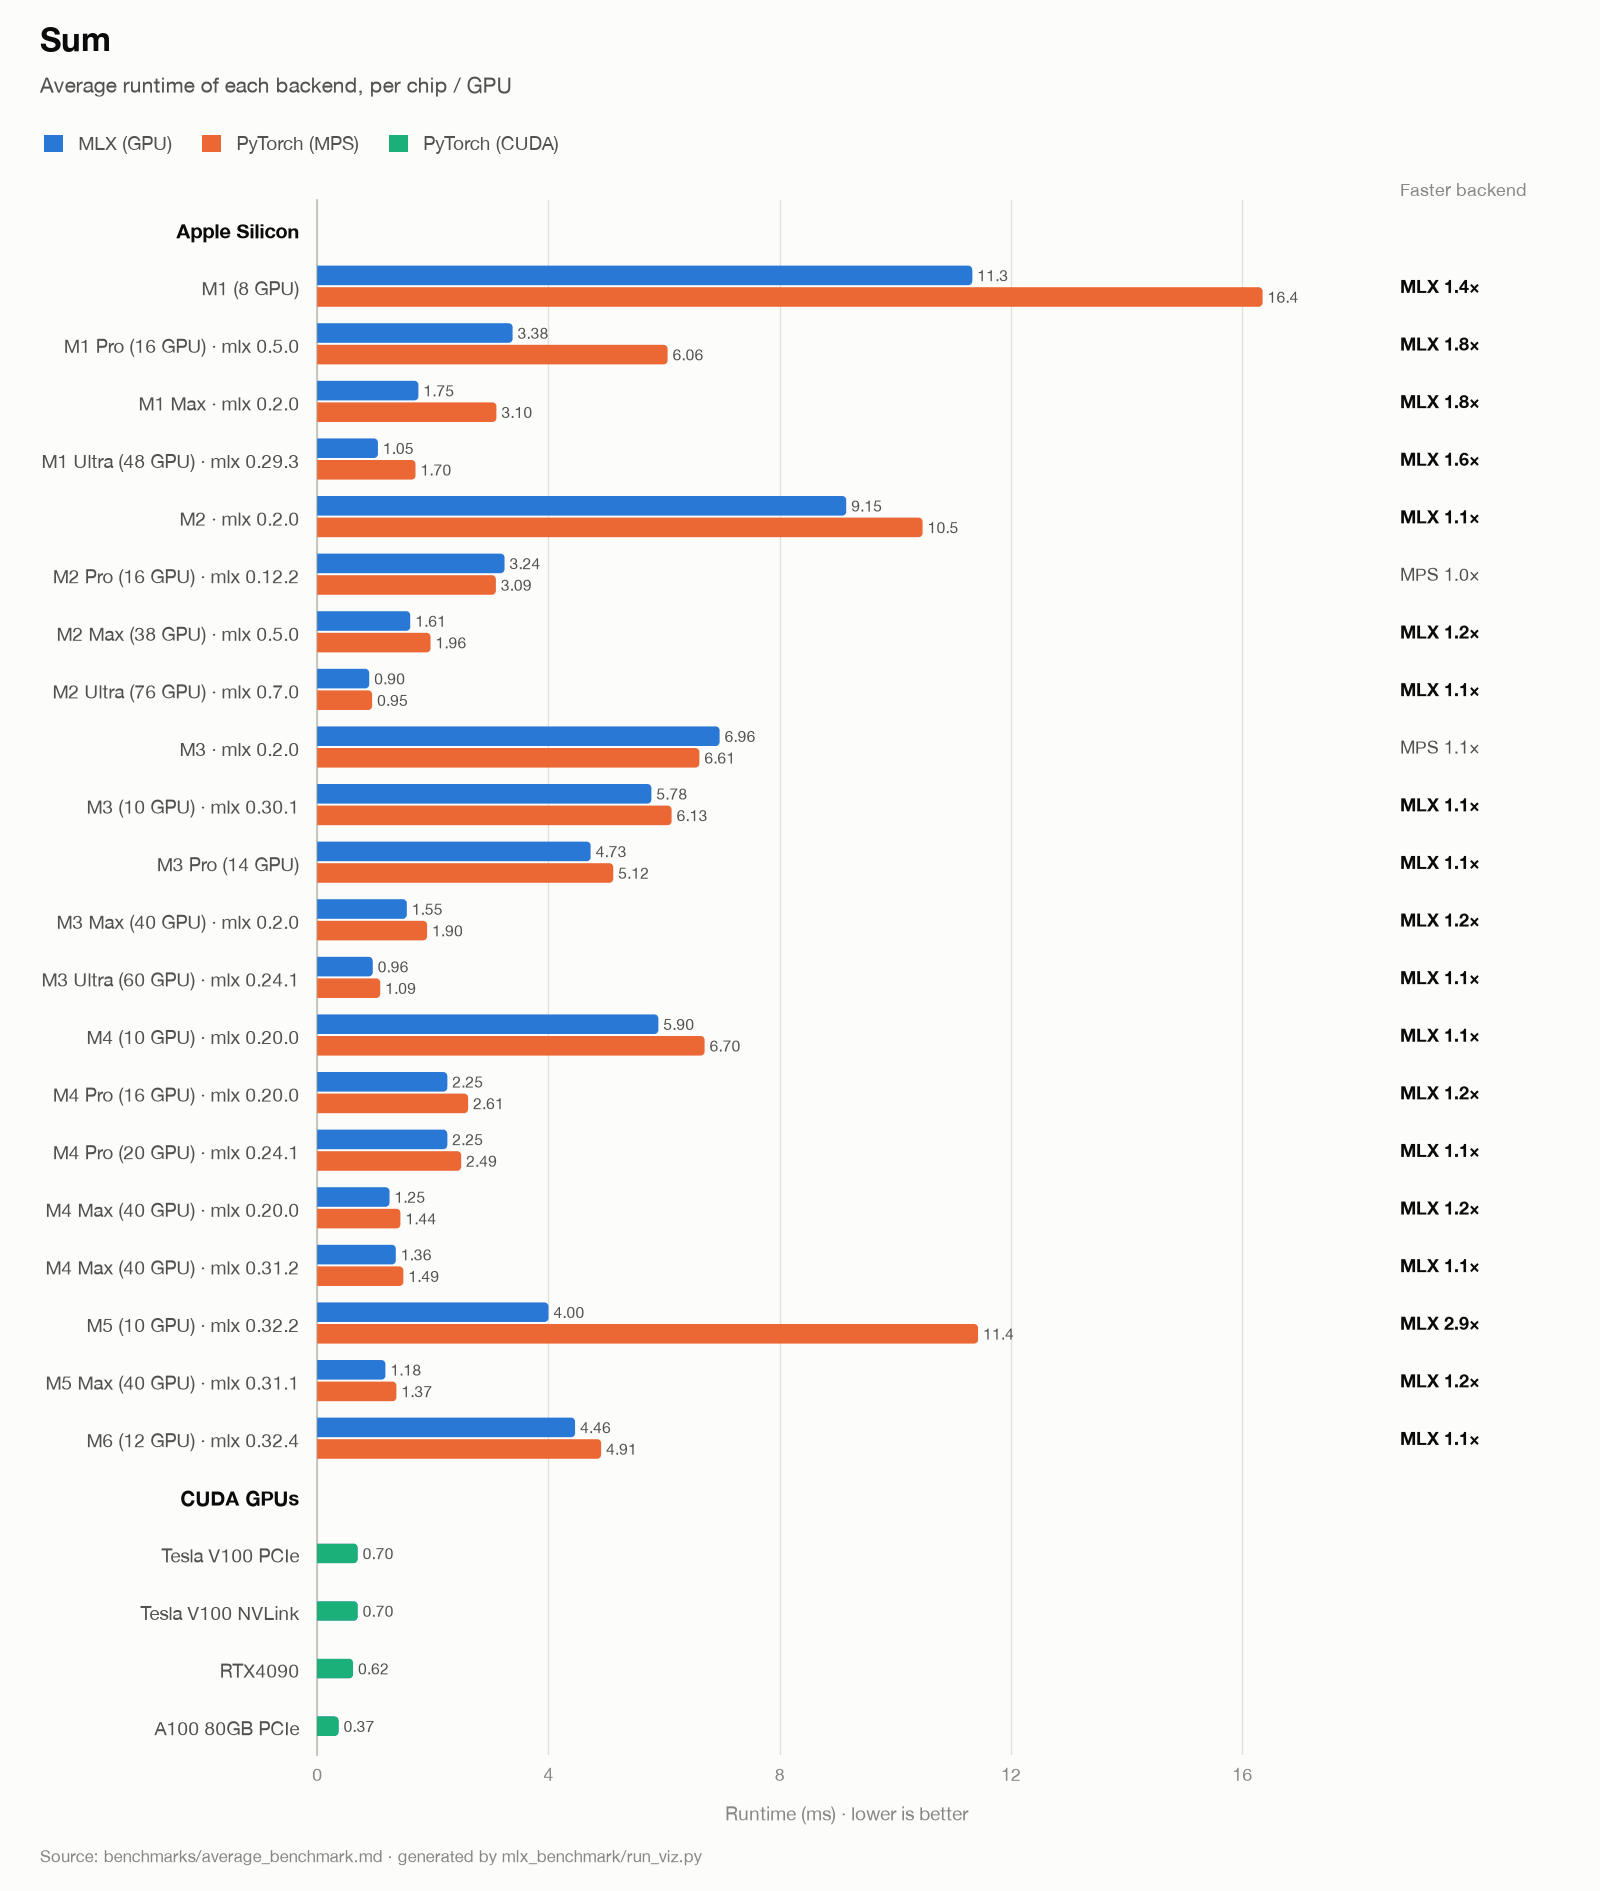 Sum
Average runtime of each backend, per chip / GPU
MLX (GPU) PyTorch (MPS) PyTorch (CUDA)
Faster backend
Apple Silicon
M1 (8 GPU) 11.3 16.4 MLX 1.4×
M1 Pro (16 GPU) · mlx 0.5.0 3.38 6.06 MLX 1.8×
M1 Max · mlx 0.2.0 1.75 3.10 MLX 1.8×
M1 Ultra (48 GPU) · mlx 0.29.3 1.05 1.70 MLX 1.6×
M2 · mlx 0.2.0 9.15 10.5 MLX 1.1×
M2 Pro (16 GPU) · mlx 0.12.2 3.24 3.09 MPS 1.0×
M2 Max (38 GPU) · mlx 0.5.0 1.61 1.96 MLX 1.2×
M2 Ultra (76 GPU) · mlx 0.7.0 0.90 0.95 MLX 1.1×
M3 · mlx 0.2.0 6.96 6.61 MPS 1.1×
M3 (10 GPU) · mlx 0.30.1 5.78 6.13 MLX 1.1×
M3 Pro (14 GPU) 4.73 5.12 MLX 1.1×
M3 Max (40 GPU) · mlx 0.2.0 1.55 1.90 MLX 1.2×
M3 Ultra (60 GPU) · mlx 0.24.1 0.96 1.09 MLX 1.1×
M4 (10 GPU) · mlx 0.20.0 5.90 6.70 MLX 1.1×
M4 Pro (16 GPU) · mlx 0.20.0 2.25 2.61 MLX 1.2×
M4 Pro (20 GPU) · mlx 0.24.1 2.25 2.49 MLX 1.1×
M4 Max (40 GPU) · mlx 0.20.0 1.25 1.44 MLX 1.2×
M4 Max (40 GPU) · mlx 0.31.2 1.36 1.49 MLX 1.1×
M5 (10 GPU) · mlx 0.32.2 4.00 11.4 MLX 2.9×
M5 Max (40 GPU) · mlx 0.31.1 1.18 1.37 MLX 1.2×
M6 (12 GPU) · mlx 0.32.4 4.46 4.91 MLX 1.1×
CUDA GPUs
Tesla V100 PCIe 0.70
Tesla V100 NVLink 0.70
RTX4090 0.62
A100 80GB PCIe 0.37
0 4 8 12 16
Runtime (ms) · lower is better
Source: benchmarks/average_benchmark.md · generated by mlx_benchmark/run_viz.py